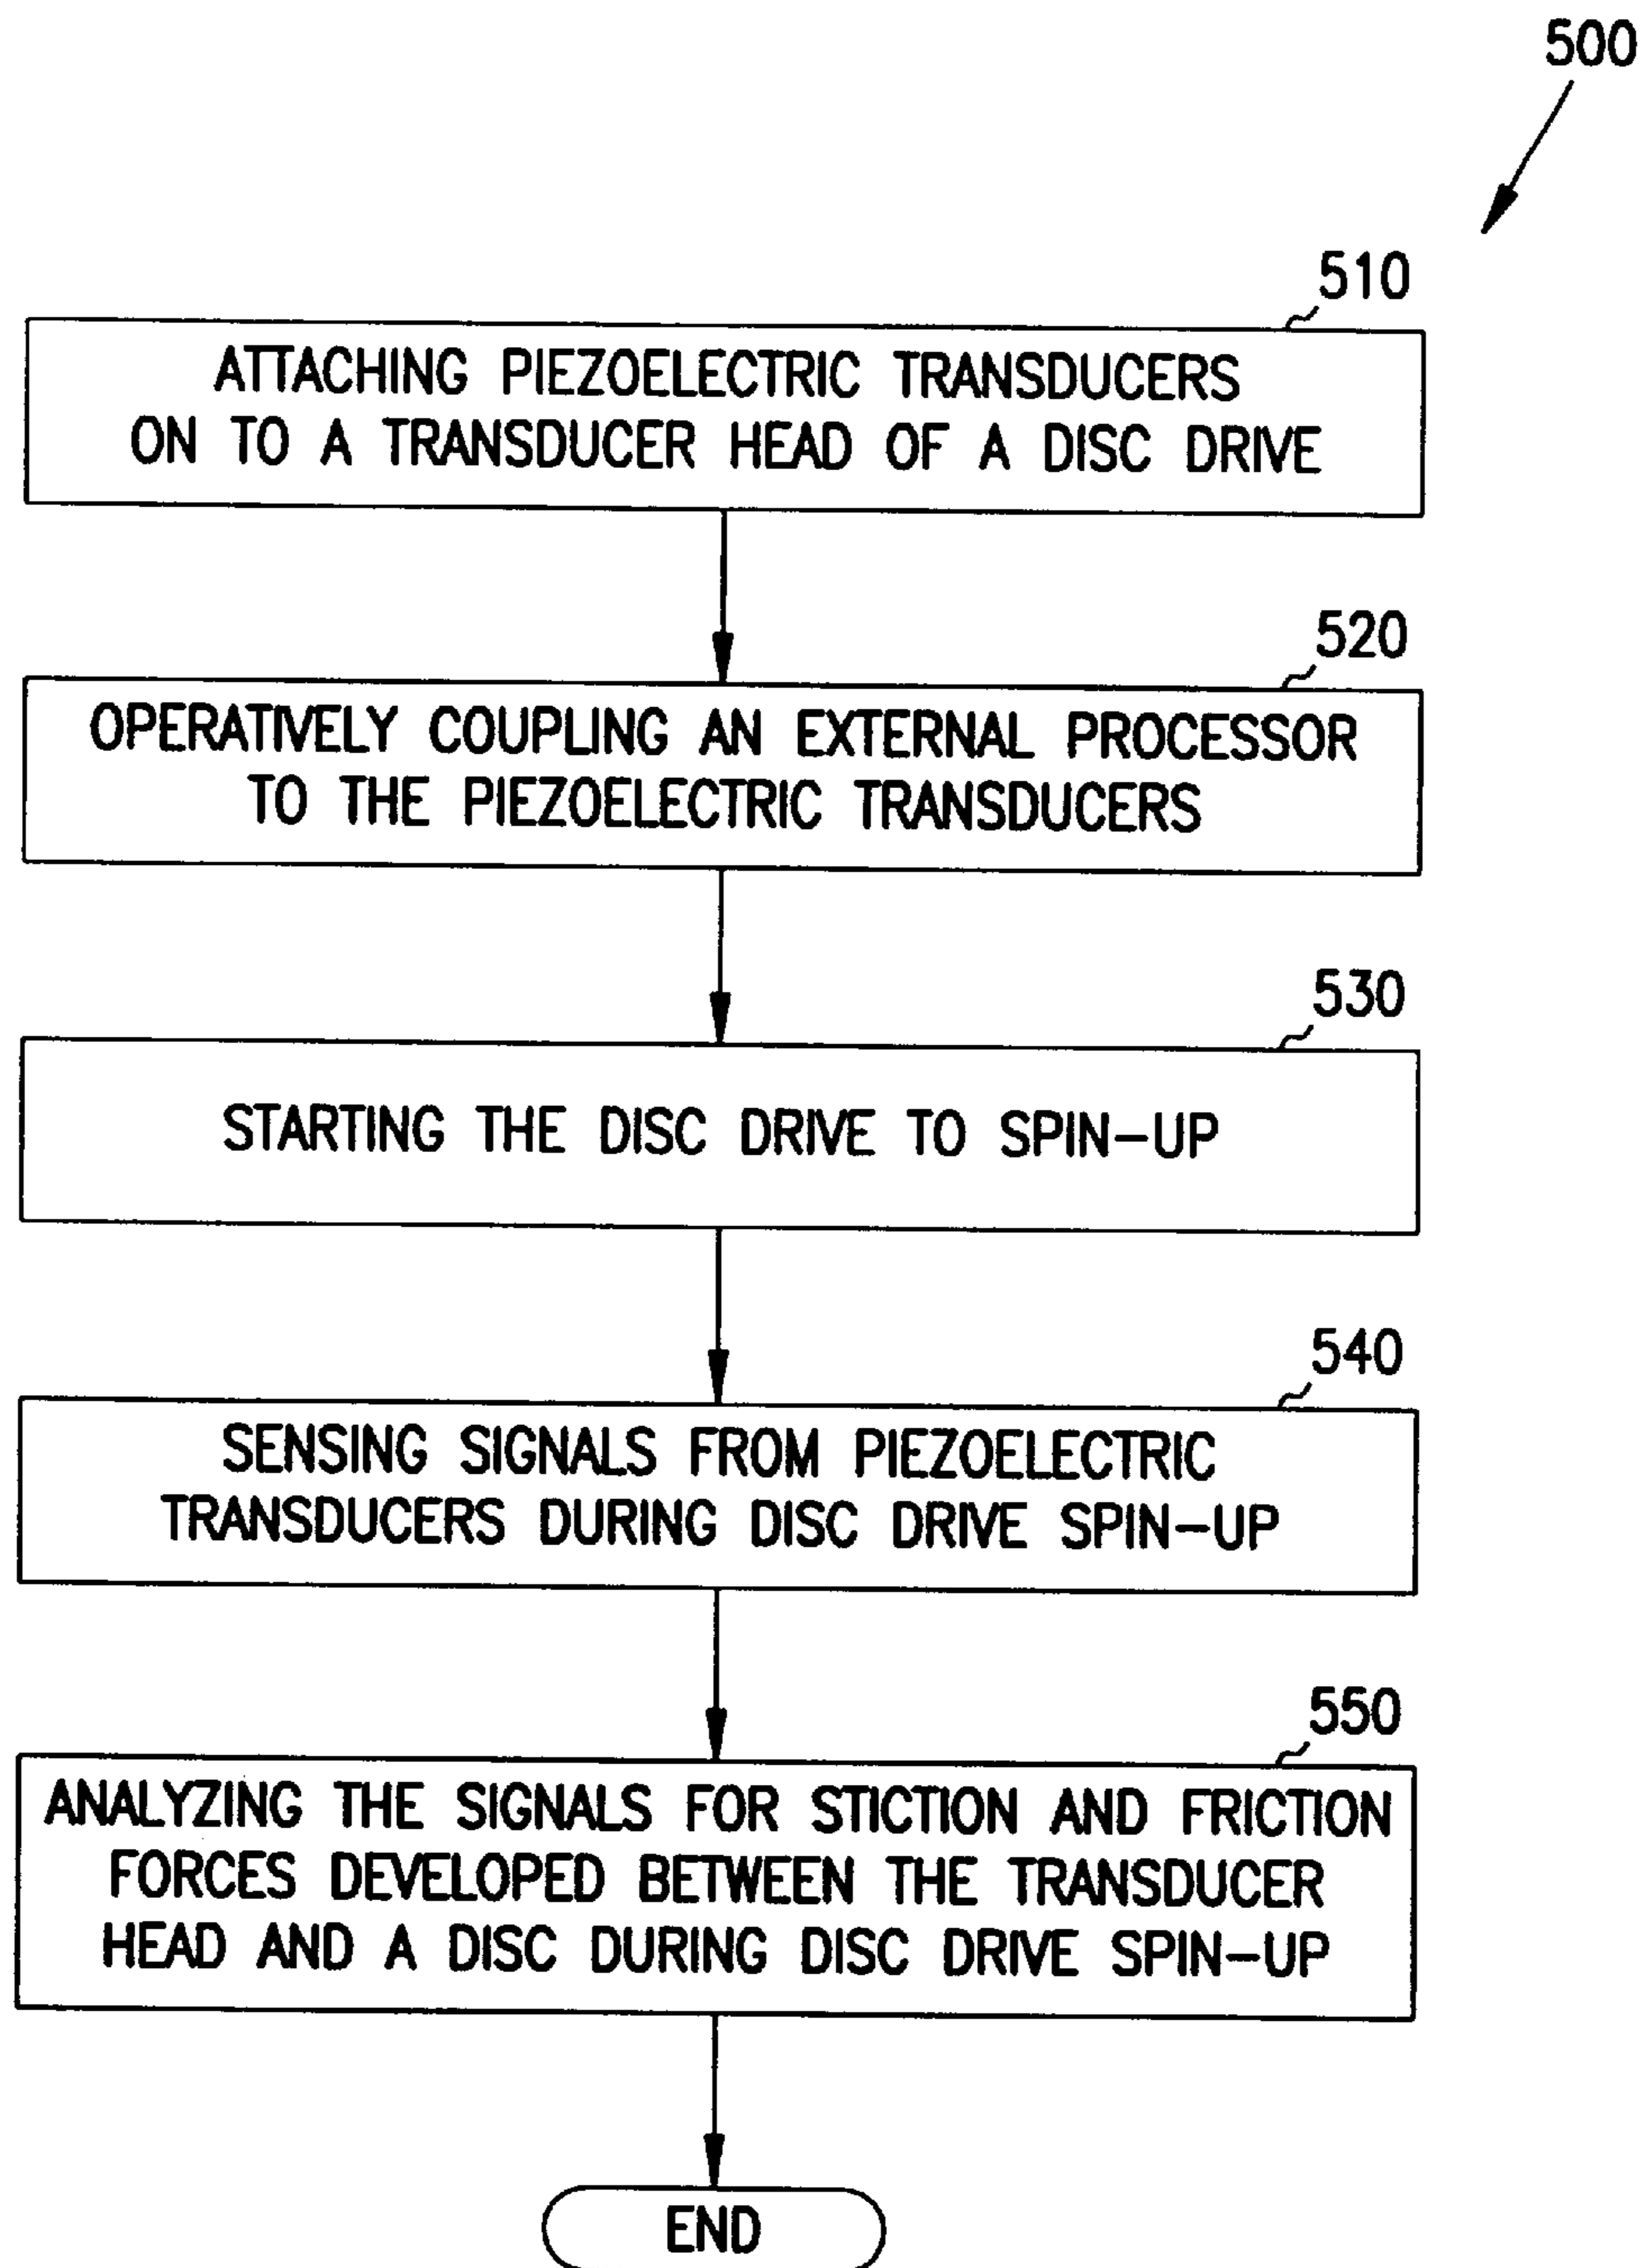 500
510
ATTACHING PIEZOELECTRIC TRANSDUCERS
ON TO A TRANSDUCER HEAD OF A DISC DRIVE
520
OPERATIVELY COUPLING AN EXTERNAL PROCESSOR
TO THE PIEZOELECTRIC TRANSDUCERS
530
STARTING THE DISC DRIVE TO SPIN-UP
540
SENSING SIGNALS FROM PIEZOELECTRIC
TRANSDUCERS DURING DISC DRIVE SPIN-UP
550
ANALYZING THE SIGNALS FOR STICTION AND FRICTION
FORCES DEVELOPED BETWEEN THE TRANSDUCER
HEAD AND A DISC DURING DISC DRIVE SPIN-UP
END